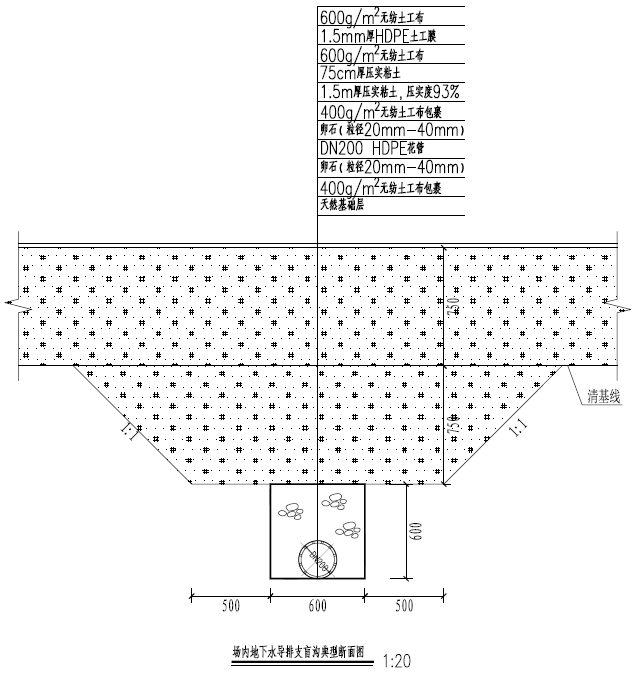 600g/m²无纺土工布
1.5mm厚HDPE土工膜
600g/m²无纺土工布
75cm厚压实粘土
1.5m厚压实粘土，压实度93%
400g/m²无纺土工布包裹
卵石（粒径20mm-40mm）
DN200 HDPE花管
卵石（粒径20mm-40mm）
400g/m²无纺土工布包裹
天然基础层
750
清基线
1:1
750
1:1
600
DN200
500 600 500
场内地下水导排支盲沟典型断面图 1:20